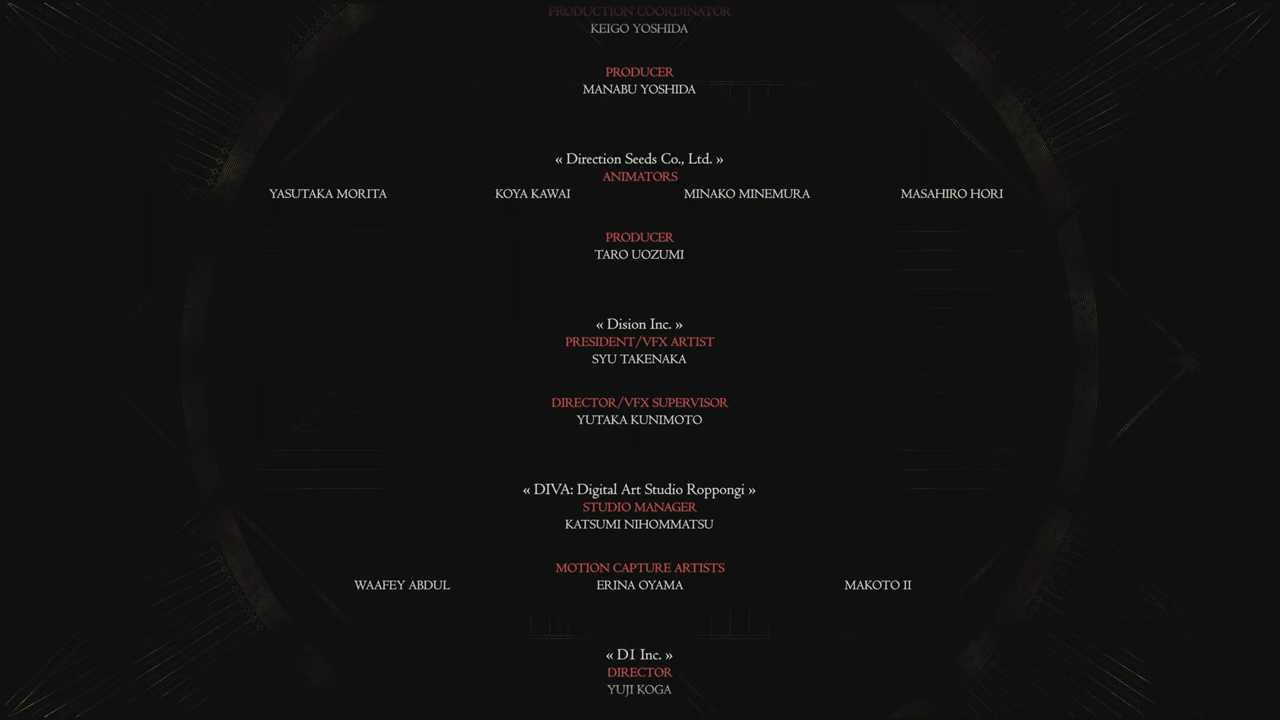 PRODUCTION COORDINATOR
KEIGO YOSHIDA
PRODUCER
MANABU YOSHIDA
« Direction Seeds Co., Ltd. »
ANIMATORS
YASUTAKA MORITA KOYA KAWAI MINAKO MINEMURA MASAHIRO HORI
PRODUCER
TARO UOZUMI
« Dision Inc. »
PRESIDENT/VFX ARTIST
SYU TAKENAKA
DIRECTOR/VFX SUPERVISOR
YUTAKA KUNIMOTO
« DIVA: Digital Art Studio Roppongi »
STUDIO MANAGER
KATSUMI NIHOMMATSU
MOTION CAPTURE ARTISTS
WAAFEY ABDUL ERINA OYAMA MAKOTO II
« DI Inc. »
DIRECTOR
YUJI KOGA